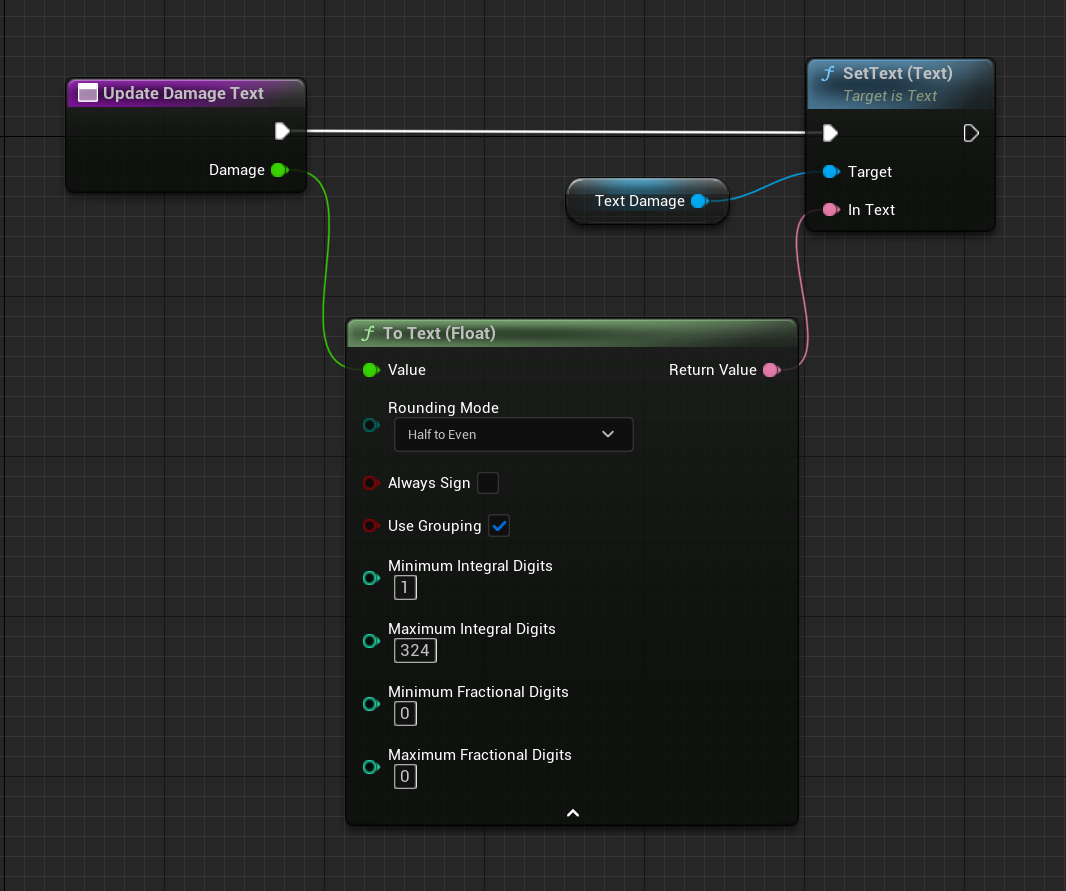 Update Damage Text
Damage
SetText (Text)
Target is Text
Target
In Text
Text Damage
To Text (Float)
Value
Return Value
Rounding Mode
Half to Even
Always Sign
Use Grouping
Minimum Integral Digits
1
Maximum Integral Digits
324
Minimum Fractional Digits
0
Maximum Fractional Digits
0